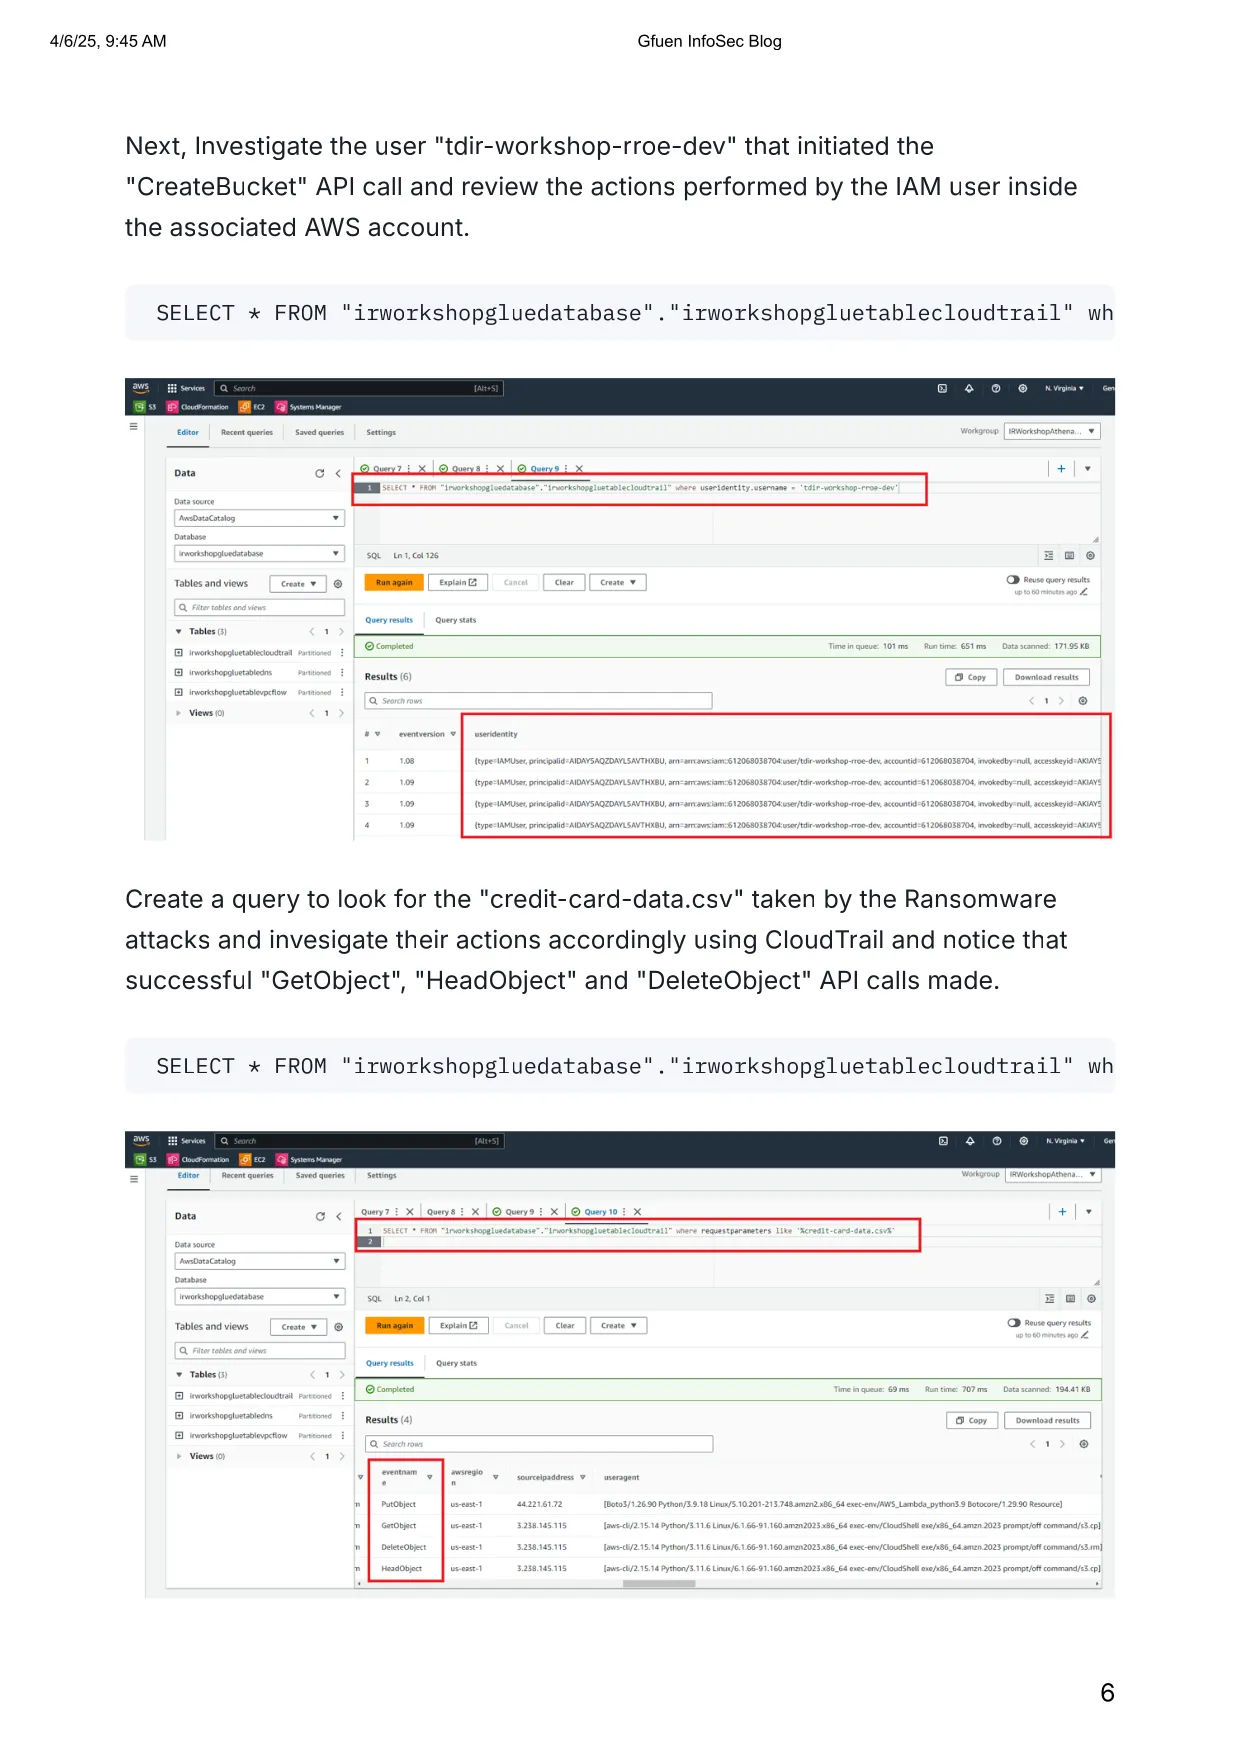 4/6/25, 9:45 AM
Gfuen InfoSec Blog
Next, Investigate the user "tdir-workshop-rroe-dev" that initiated the
"CreateBucket" API call and review the actions performed by the IAM user inside
the associated AWS account.
SELECT * FROM "irworkshopgluedatabase"."irworkshopgluetablecloudtrail" wh
aws Services Search [Alt+S] N. Virginia Gen
S3 CloudFormation EC2 Systems Manager
Editor Recent queries Saved queries Settings Workgroup IRWorkshopAthena...
Data Query 7 Query 8 Query 9
1 SELECT * FROM "irworkshopgluedatabase"."irworkshopgluetablecloudtrail" where useridentity.username = 'tdir-workshop-rroe-dev'
Data source
AwsDataCatalog
Database
irworkshopgluedatabase
SQL Ln 1, Col 126
Tables and views Create
Run again Explain Cancel Clear Create Reuse query results
up to 60 minutes ago
Filter tables and views
Query results Query stats
Tables (3) 1
Completed Time in queue: 101 ms Run time: 651 ms Data scanned: 171.95 KB
irworkshopgluetablecloudtrail Partitioned
irworkshopgluetabledns Partitioned
irworkshopgluetablevpcflow Partitioned
Views (0) 1
Results (6) Copy Download results
Search rows 1
# eventversion useridentity
1 1.08 {type=IAMUser, principalid=AIDAY5AQZDAYL5AVTHXBU, arn=arn:aws:iam::612068038704:user/tdir-workshop-rroe-dev, accountid=612068038704, invokedby=null, accesskeyid=AKIAY5
2 1.09 {type=IAMUser, principalid=AIDAY5AQZDAYL5AVTHXBU, arn=arn:aws:iam::612068038704:user/tdir-workshop-rroe-dev, accountid=612068038704, invokedby=null, accesskeyid=AKIAY5
3 1.09 {type=IAMUser, principalid=AIDAY5AQZDAYL5AVTHXBU, arn=arn:aws:iam::612068038704:user/tdir-workshop-rroe-dev, accountid=612068038704, invokedby=null, accesskeyid=AKIAY5
4 1.09 {type=IAMUser, principalid=AIDAY5AQZDAYL5AVTHXBU, arn=arn:aws:iam::612068038704:user/tdir-workshop-rroe-dev, accountid=612068038704, invokedby=null, accesskeyid=AKIAY5
Create a query to look for the "credit-card-data.csv" taken by the Ransomware
attacks and invesigate their actions accordingly using CloudTrail and notice that
successful "GetObject", "HeadObject" and "DeleteObject" API calls made.
SELECT * FROM "irworkshopgluedatabase"."irworkshopgluetablecloudtrail" wh
aws Services Search [Alt+S] N. Virginia Gen
S3 CloudFormation EC2 Systems Manager
Editor Recent queries Saved queries Settings Workgroup IRWorkshopAthena...
Data Query 7 Query 8 Query 9 Query 10
1 SELECT * FROM "irworkshopgluedatabase"."irworkshopgluetablecloudtrail" where requestparameters like '%credit-card-data.csv%'
2
Data source
AwsDataCatalog
Database
irworkshopgluedatabase
SQL Ln 2, Col 1
Tables and views Create
Run again Explain Cancel Clear Create Reuse query results
up to 60 minutes ago
Filter tables and views
Query results Query stats
Tables (3) 1
Completed Time in queue: 69 ms Run time: 707 ms Data scanned: 194.41 KB
irworkshopgluetablecloudtrail Partitioned
irworkshopgluetabledns Partitioned
irworkshopgluetablevpcflow Partitioned
Views (0) 1
Results (4) Copy Download results
Search rows 1
eventname awsregion sourceipaddress useragent
m PutObject us-east-1 44.221.61.72 [Boto3/1.26.90 Python/3.9.18 Linux/5.10.201-213.748.amzn2.x86_64 exec-env/AWS_Lambda_python3.9 Botocore/1.29.90 Resource]
m GetObject us-east-1 3.238.145.115 [aws-cli/2.15.14 Python/3.11.6 Linux/6.1.66-91.160.amzn2023.x86_64 exec-env/CloudShell exe/x86_64.amzn.2023 prompt/off command/s3.cp]
m DeleteObject us-east-1 3.238.145.115 [aws-cli/2.15.14 Python/3.11.6 Linux/6.1.66-91.160.amzn2023.x86_64 exec-env/CloudShell exe/x86_64.amzn.2023 prompt/off command/s3.rm]
m HeadObject us-east-1 3.238.145.115 [aws-cli/2.15.14 Python/3.11.6 Linux/6.1.66-91.160.amzn2023.x86_64 exec-env/CloudShell exe/x86_64.amzn.2023 prompt/off command/s3.cp]
6